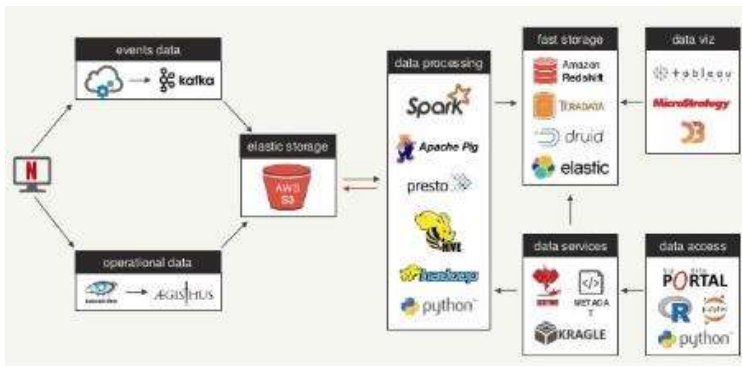 events data
kafka
N
elastic storage
AWS
S3
operational data
ÆGISTHUS
data processing
Spark
Apache Pig
presto
HIVE
hadoop
python
fast storage
Amazon
Redshift
TERADATA
druid
elastic
data viz
tableau
MicroStrategy
D3
data services
METACA
T
KRAGLE
data access
PORTAL
R
python